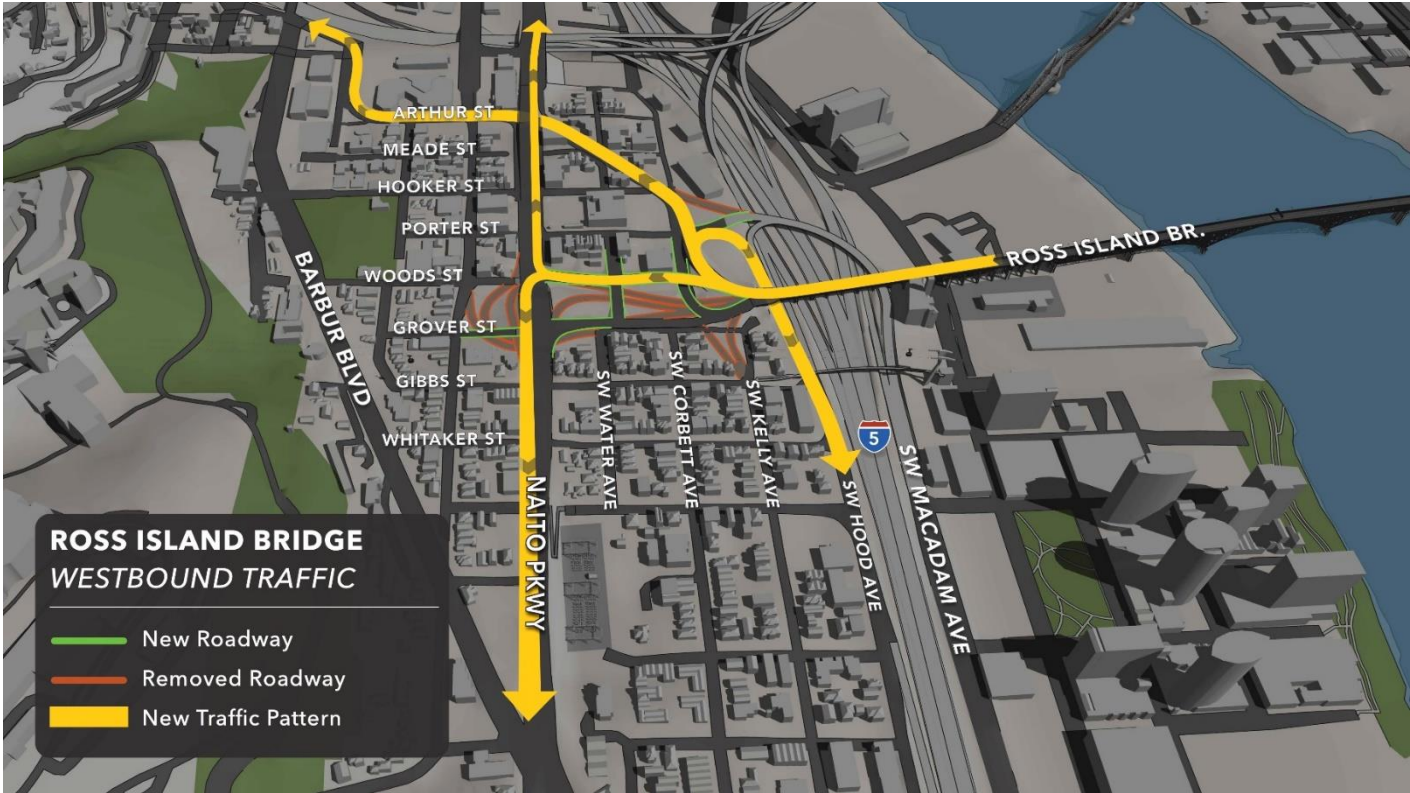 ARTHUR ST
MEADE ST
HOOKER ST
PORTER ST
ROSS ISLAND BR.
WOODS ST
BARBUR BLVD
GROVER ST
GIBBS ST
SW WATER AVE
SW CORBETT AVE
SW KELLY AVE
WHITAKER ST
5
NAITO PKWY
SW HOOD AVE
SW MACADAM AVE
ROSS ISLAND BRIDGE
WESTBOUND TRAFFIC
New Roadway
Removed Roadway
New Traffic Pattern